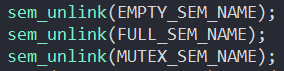 sem_unlink(EMPTY_SEM_NAME);
sem_unlink(FULL_SEM_NAME);
sem_unlink(MUTEX_SEM_NAME);